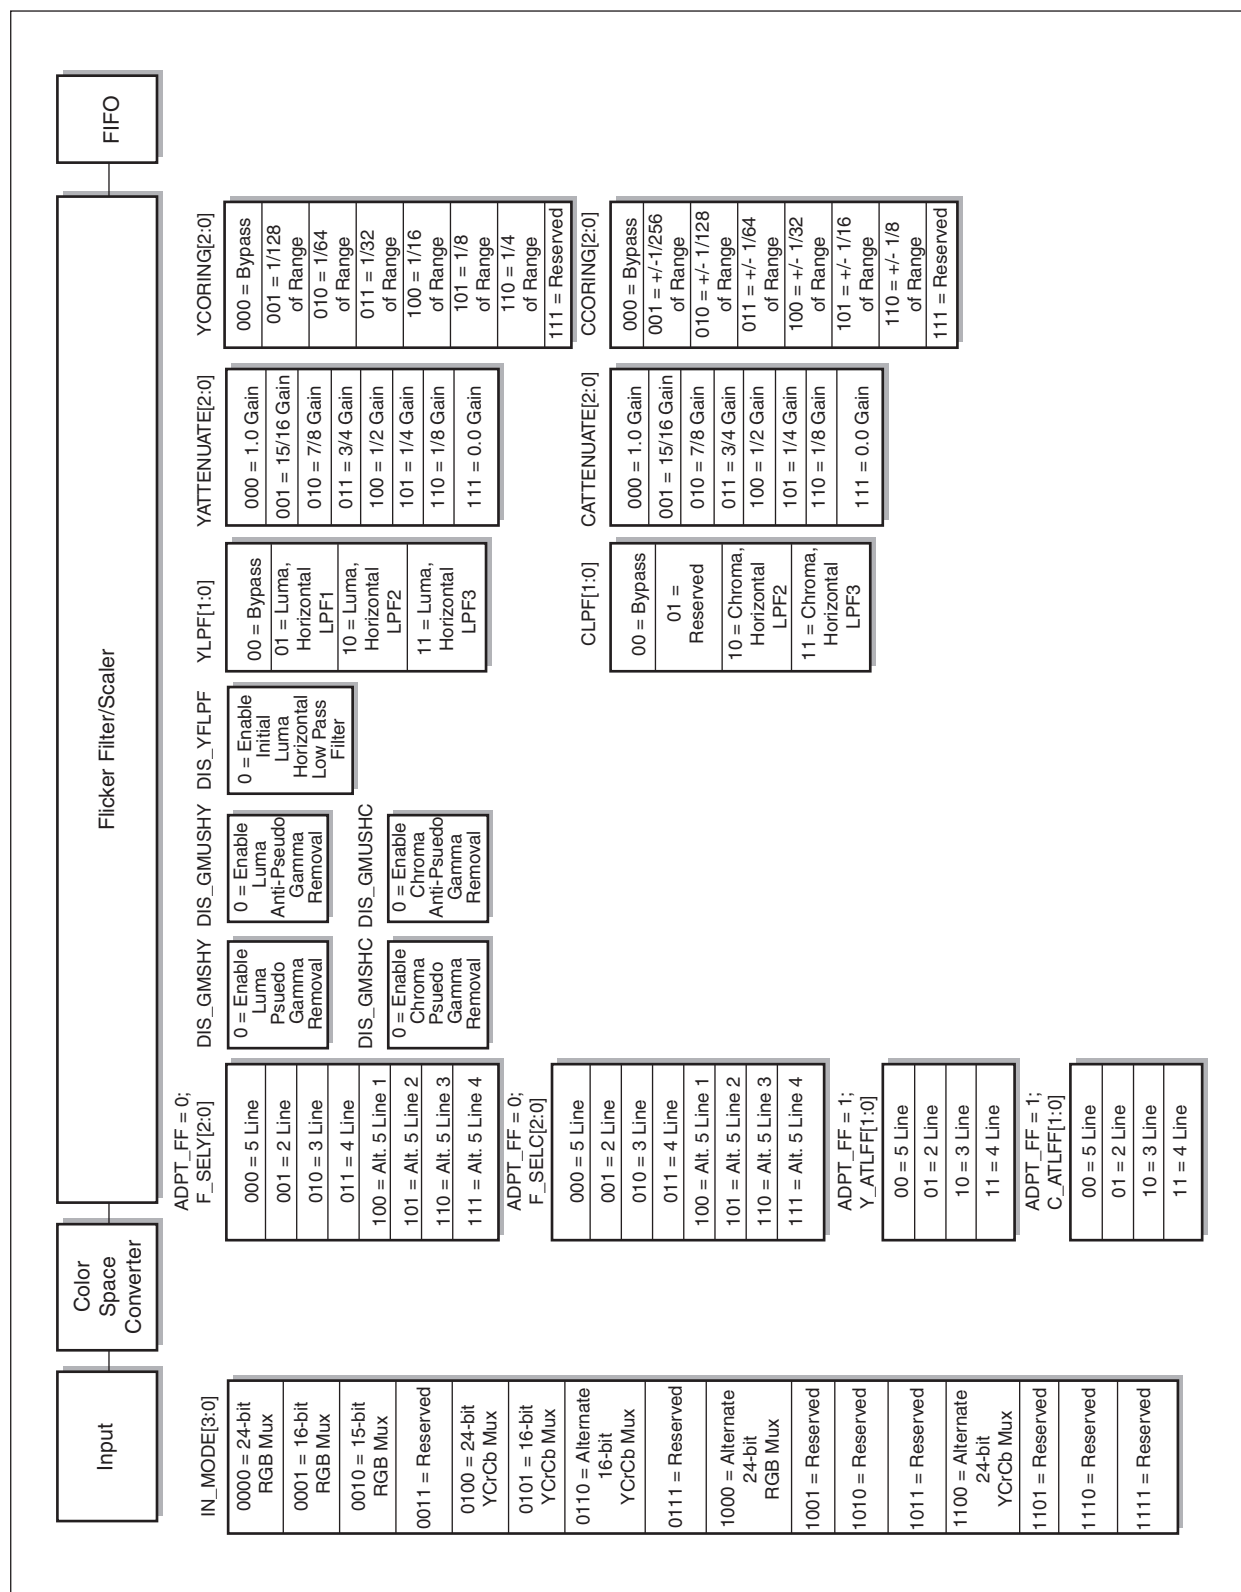 Input
Color
Space
Converter
Flicker Filter/Scaler
FIFO
IN_MODE[3:0]
0000 = 24-bit
RGB Mux
0001 = 16-bit
RGB Mux
0010 = 15-bit
RGB Mux
0011 = Reserved
0100 = 24-bit
YCrCb Mux
0101 = 16-bit
YCrCb Mux
0110 = Alternate
16-bit
YCrCb Mux
0111 = Reserved
1000 = Alternate
24-bit
RGB Mux
1001 = Reserved
1010 = Reserved
1011 = Reserved
1100 = Alternate
24-bit
YCrCb Mux
1101 = Reserved
1110 = Reserved
1111 = Reserved
ADPT_FF = 0;
F_SELY[2:0]
000 = 5 Line
001 = 2 Line
010 = 3 Line
011 = 4 Line
100 = Alt. 5 Line 1
101 = Alt. 5 Line 2
110 = Alt. 5 Line 3
111 = Alt. 5 Line 4
ADPT_FF = 0;
F_SELC[2:0]
000 = 5 Line
001 = 2 Line
010 = 3 Line
011 = 4 Line
100 = Alt. 5 Line 1
101 = Alt. 5 Line 2
110 = Alt. 5 Line 3
111 = Alt. 5 Line 4
ADPT_FF = 1;
Y_ATLFF[1:0]
00 = 5 Line
01 = 2 Line
10 = 3 Line
11 = 4 Line
ADPT_FF = 1;
C_ATLFF[1:0]
00 = 5 Line
01 = 2 Line
10 = 3 Line
11 = 4 Line
DIS_GMSHY
0 = Enable
Luma
Psuedo
Gamma
Removal
DIS_GMSHC
0 = Enable
Chroma
Psuedo
Gamma
Removal
DIS_GMUSHY
0 = Enable
Luma
Anti-Pseudo
Gamma
Removal
DIS_GMUSHC
0 = Enable
Chroma
Anti-Psuedo
Gamma
Removal
DIS_YFLPF
0 = Enable
Initial
Luma
Horizontal
Low Pass
Filter
YLPF[1:0]
00 = Bypass
01 = Luma,
Horizontal
LPF1
10 = Luma,
Horizontal
LPF2
11 = Luma,
Horizontal
LPF3
CLPF[1:0]
00 = Bypass
01 =
Reserved
10 = Chroma,
Horizontal
LPF2
11 = Chroma,
Horizontal
LPF3
YATTENUATE[2:0]
000 = 1.0 Gain
001 = 15/16 Gain
010 = 7/8 Gain
011 = 3/4 Gain
100 = 1/2 Gain
101 = 1/4 Gain
110 = 1/8 Gain
111 = 0.0 Gain
CATTENUATE[2:0]
000 = 1.0 Gain
001 = 15/16 Gain
010 = 7/8 Gain
011 = 3/4 Gain
100 = 1/2 Gain
101 = 1/4 Gain
110 = 1/8 Gain
111 = 0.0 Gain
YCORING[2:0]
000 = Bypass
001 = 1/128
of Range
010 = 1/64
of Range
011 = 1/32
of Range
100 = 1/16
of Range
101 = 1/8
of Range
110 = 1/4
of Range
111 = Reserved
CCORING[2:0]
000 = Bypass
001 = +/-1/256
of Range
010 = +/- 1/128
of Range
011 = +/- 1/64
of Range
100 = +/- 1/32
of Range
101 = +/- 1/16
of Range
110 = +/- 1/8
of Range
111 = Reserved